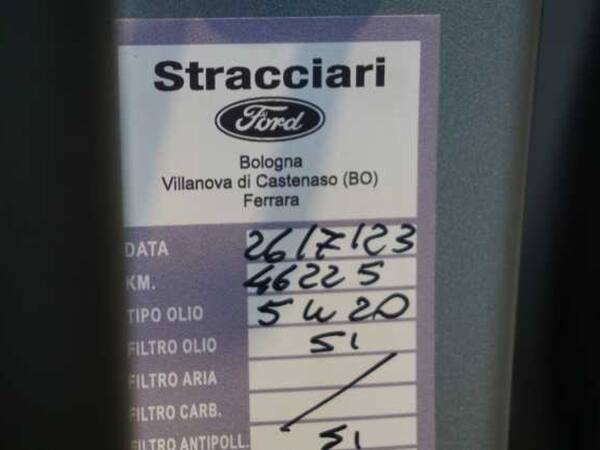 Stracciari
Ford
Bologna
Villanova di Castenaso (BO)
Ferrara
DATA 26/7/23
KM. 46225
TIPO OLIO 5W20
FILTRO OLIO SI
FILTRO ARIA /
FILTRO CARB.
FILTRO ANTIPOLL. SI